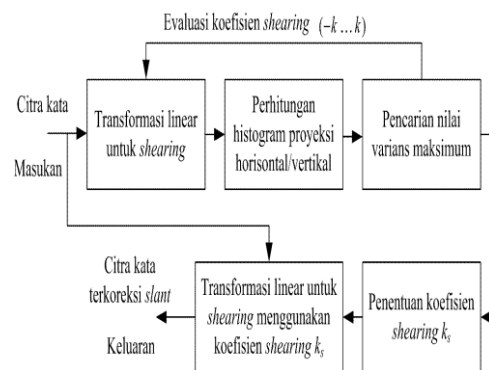 Evaluasi koefisien shearing (−k …k)
Citra kata
Masukan
Transformasi linear
untuk shearing
Perhitungan
histogram proyeksi
horisontal/vertikal
Pencarian nilai
varians maksimum
Citra kata
terkoreksi slant
Keluaran
Transformasi linear untuk
shearing menggunakan
koefisien shearing kₛ
Penentuan koefisien
shearing kₛ